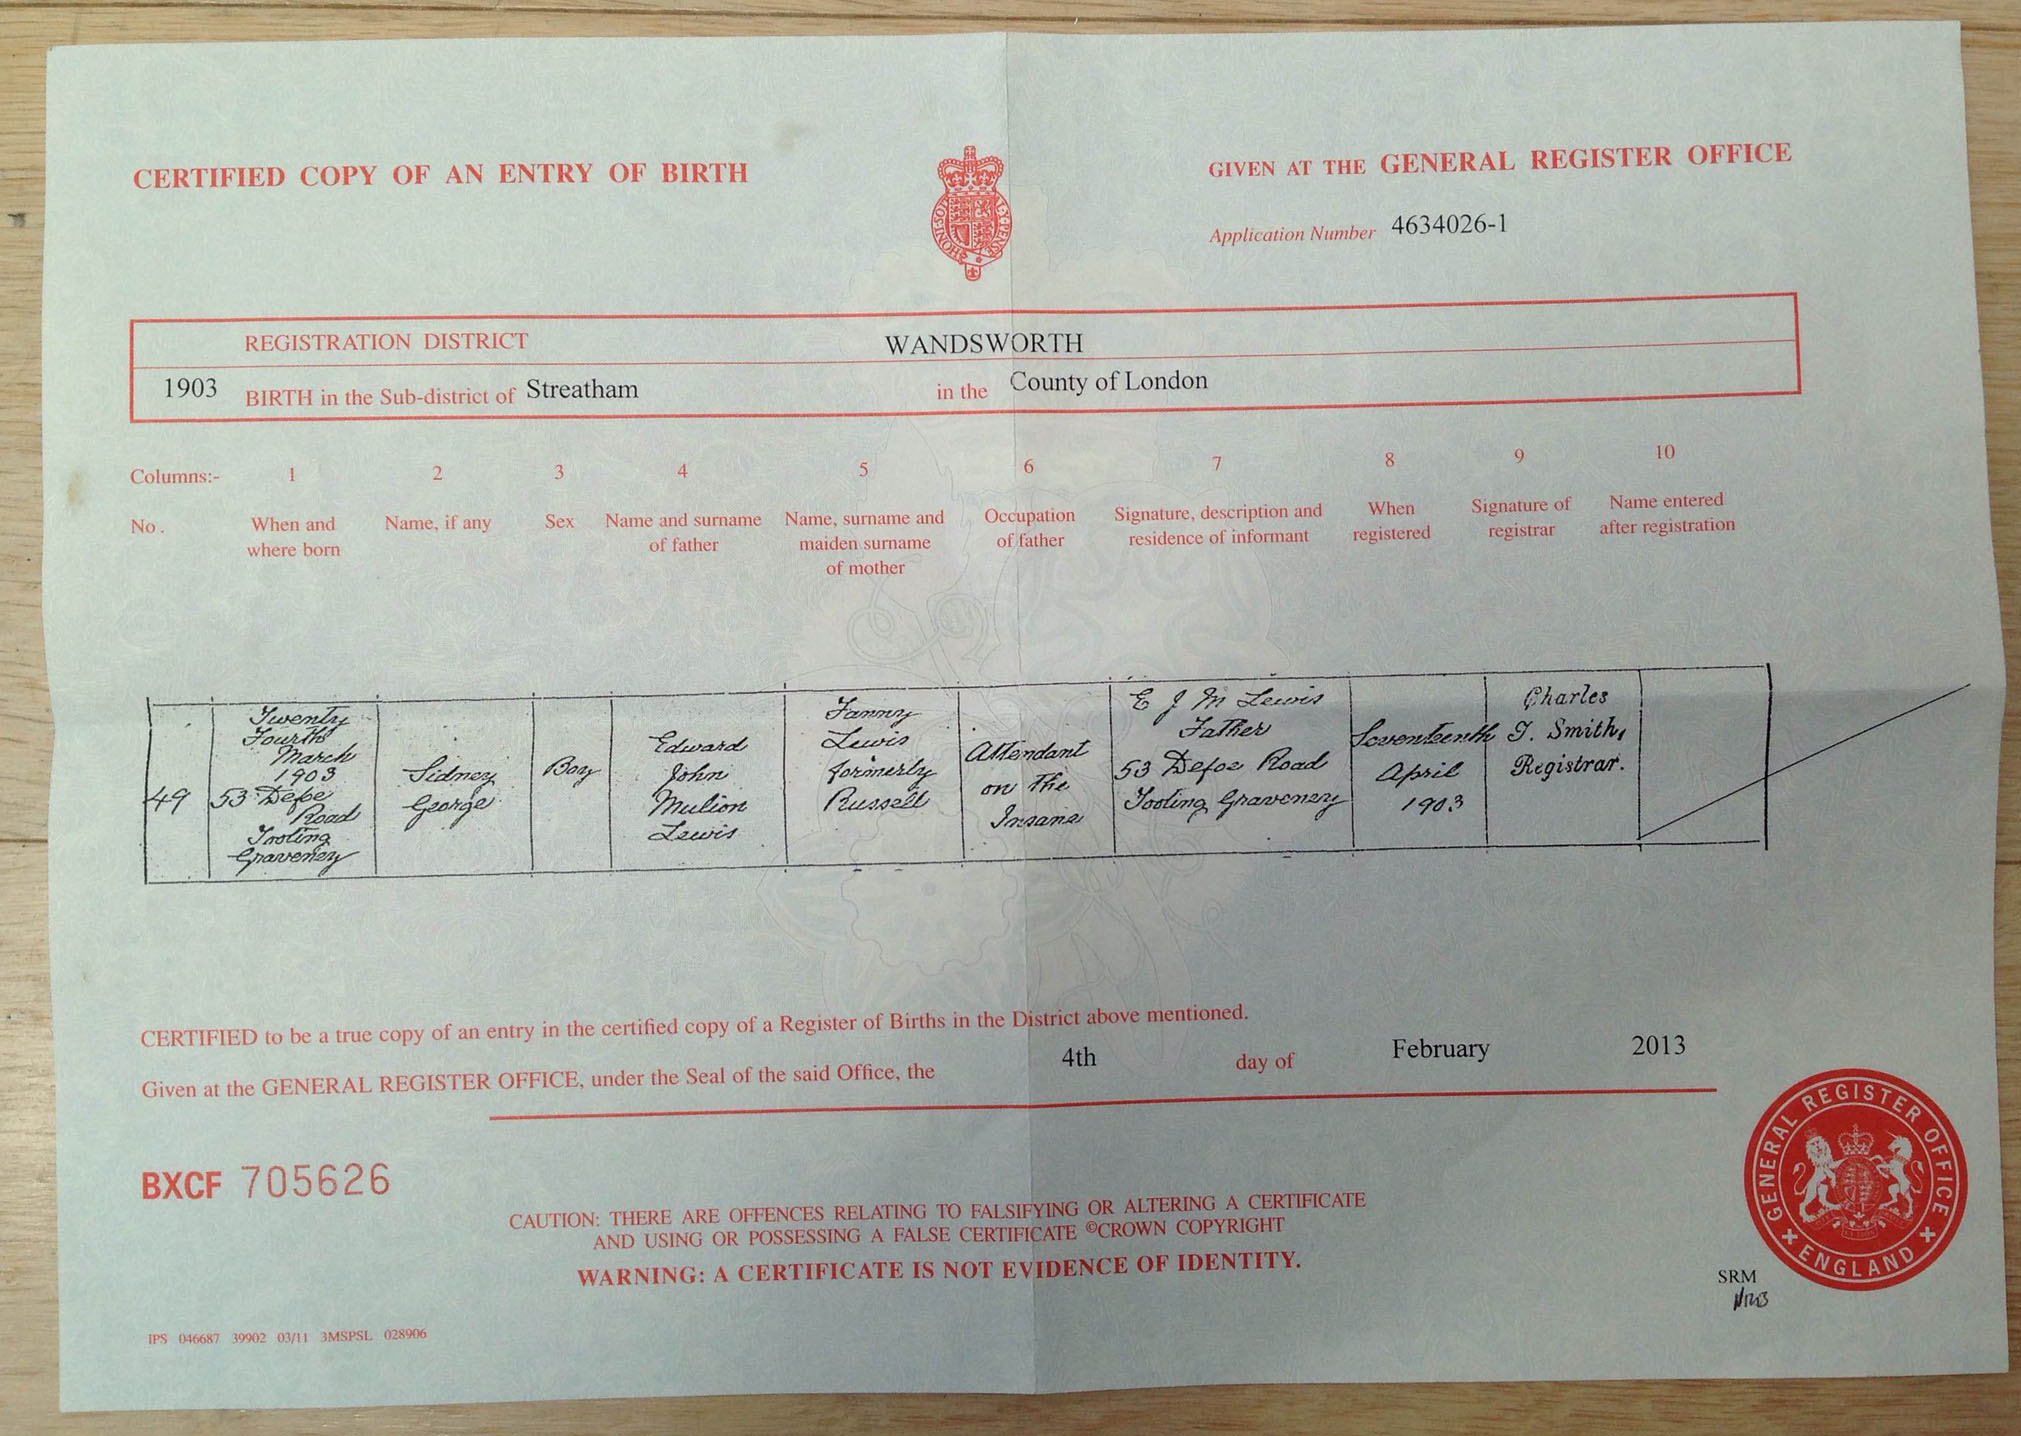 CERTIFIED COPY OF AN ENTRY OF BIRTH
GIVEN AT THE GENERAL REGISTER OFFICE
Application Number 4634026-1
REGISTRATION DISTRICT WANDSWORTH
1903 BIRTH in the Sub-district of Streatham in the County of London
Columns:- 1 2 3 4 5 6 7 8 9 10
No. 
When and
where born
Name, if any
Sex
Name and surname
of father
Name, surname and
maiden surname
of mother
Occupation
of father
Signature, description and
residence of informant
When
registered
Signature of
registrar
Name entered
after registration
49
Twenty
Fourth
March
1903
53 Defoe
Road
Tooting
Graveney
Sidney
George
Boy
Edward
John
Mulion
Lewis
Fanny
Lewis
formerly
Russell
Attendant
on the
Insane
E J M Lewis
Father
53 Defoe Road
Tooting Graveney
Seventeenth
April
1903
Charles
T. Smith,
Registrar.
CERTIFIED to be a true copy of an entry in the certified copy of a Register of Births in the District above mentioned.
Given at the GENERAL REGISTER OFFICE, under the Seal of the said Office, the 4th day of February 2013
BXCF 705626
CAUTION: THERE ARE OFFENCES RELATING TO FALSIFYING OR ALTERING A CERTIFICATE
AND USING OR POSSESSING A FALSE CERTIFICATE ©CROWN COPYRIGHT
WARNING: A CERTIFICATE IS NOT EVIDENCE OF IDENTITY.
GENERAL REGISTER OFFICE
ENGLAND
SRM
IPS 046687 39902 03/11 3MSPSL 028906